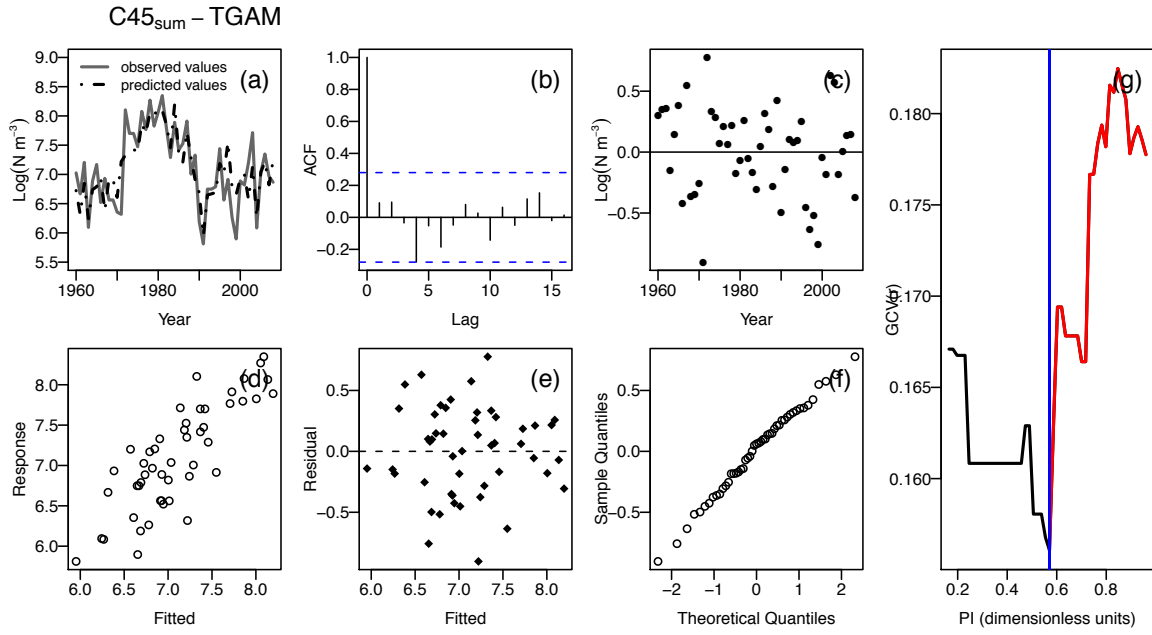 C45sum – TGAM
observed values
predicted values
(a)
Log(N m−3)
9.0
8.5
8.0
7.5
7.0
6.5
6.0
5.5
1960
1980
2000
Year
(b)
ACF
1.0
0.8
0.6
0.4
0.2
0.0
−0.2
0
5
10
15
Lag
(c)
Log(N m−3)
0.5
0.0
−0.5
1960
1970
1980
1990
2000
Year
(d)
Response
8.0
7.5
7.0
6.5
6.0
6.0
6.5
7.0
7.5
8.0
Fitted
(e)
Residual
0.5
0.0
−0.5
6.0
6.5
7.0
7.5
8.0
Fitted
(f)
Sample Quantiles
0.5
0.0
−0.5
−2
−1
0
1
2
Theoretical Quantiles
(g)
0.180
0.175
0.170
0.165
0.160
0.2
0.4
0.6
0.8
PI (dimensionless units)